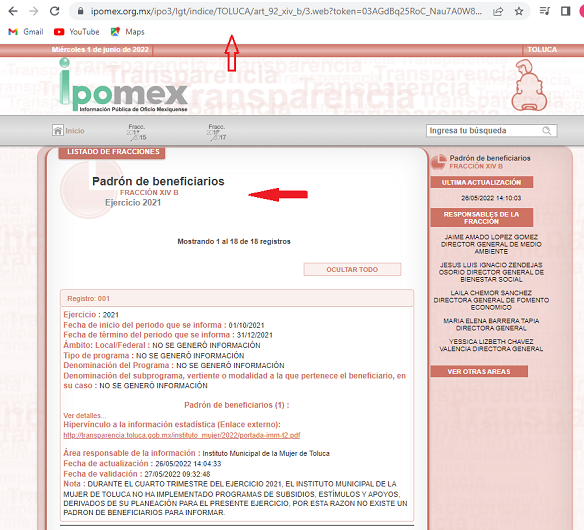 ipomex.org.mx/ipo3/lgt/indice/TOLUCA/art_92_xiv_b/3.web?token=03AGdBq25RoC_Nau7A0W8...
Gmail YouTube Maps
Miércoles 1 de junio de 2022 TOLUCA
Transparencia
ipomex
Información Pública de Oficio Mexiquense
Inicio
Fracc.
15
Fracc.
17
Ingresa tu búsqueda
LISTADO DE FRACCIONES
Padrón de beneficiarios
FRACCIÓN XIV B
Ejercicio 2021
Mostrando 1 al 18 de 18 registros
OCULTAR TODO
Registro: 001
Ejercicio : 2021
Fecha de inicio del periodo que se informa : 01/10/2021
Fecha de término del periodo que se informa : 31/12/2021
Ámbito: Local/Federal : NO SE GENERÓ INFORMACIÓN
Tipo de programa : NO SE GENERÓ INFORMACIÓN
Denominación del Programa : NO SE GENERÓ INFORMACIÓN
Denominación del subprograma, vertiente o modalidad a la que pertenece el beneficiario, en
su caso : NO SE GENERÓ INFORMACIÓN
Padrón de beneficiarios (1) :
Ver detalles...
Hipervínculo a la información estadística (Enlace externo):
http://transparencia.toluca.gob.mx/instituto_mujer/2022/portada-imm-t2.pdf
Área responsable de la información : Instituto Municipal de la Mujer de Toluca
Fecha de actualización : 26/05/2022 14:04:33
Fecha de validación : 27/05/2022 09:32:48
Nota : DURANTE EL CUARTO TRIMESTRE DEL EJERCICIO 2021, EL INSTITUTO MUNICIPAL DE LA
MUJER DE TOLUCA NO HA IMPLEMENTADO PROGRAMAS DE SUBSIDIOS, ESTÍMULOS Y APOYOS,
DERIVADOS DE SU PLANEACIÓN PARA EL PRESENTE EJERCICIO, POR ESTA RAZON NO EXISTE UN
PADRON DE BENEFICIARIOS PARA INFORMAR.
Padrón de beneficiarios
FRACCIÓN XIV B
ULTIMA ACTUALIZACIÓN
26/05/2022 14:10:03
RESPONSABLES DE LA
FRACCIÓN
JAIME AMADO LOPEZ GOMEZ
DIRECTOR GENERAL DE MEDIO
AMBIENTE
JESUS LUIS IGNACIO ZENDEJAS
OSORIO DIRECTOR GENERAL DE
BIENESTAR SOCIAL
LAILA CHEMOR SANCHEZ
DIRECTORA GENERAL DE FOMENTO
ECONOMICO
MARIA ELENA BARRERA TAPIA
DIRECTORA GENERAL
YESSICA LIZBETH CHAVEZ
VALENCIA DIRECTORA GENERAL
VER OTRAS AREAS